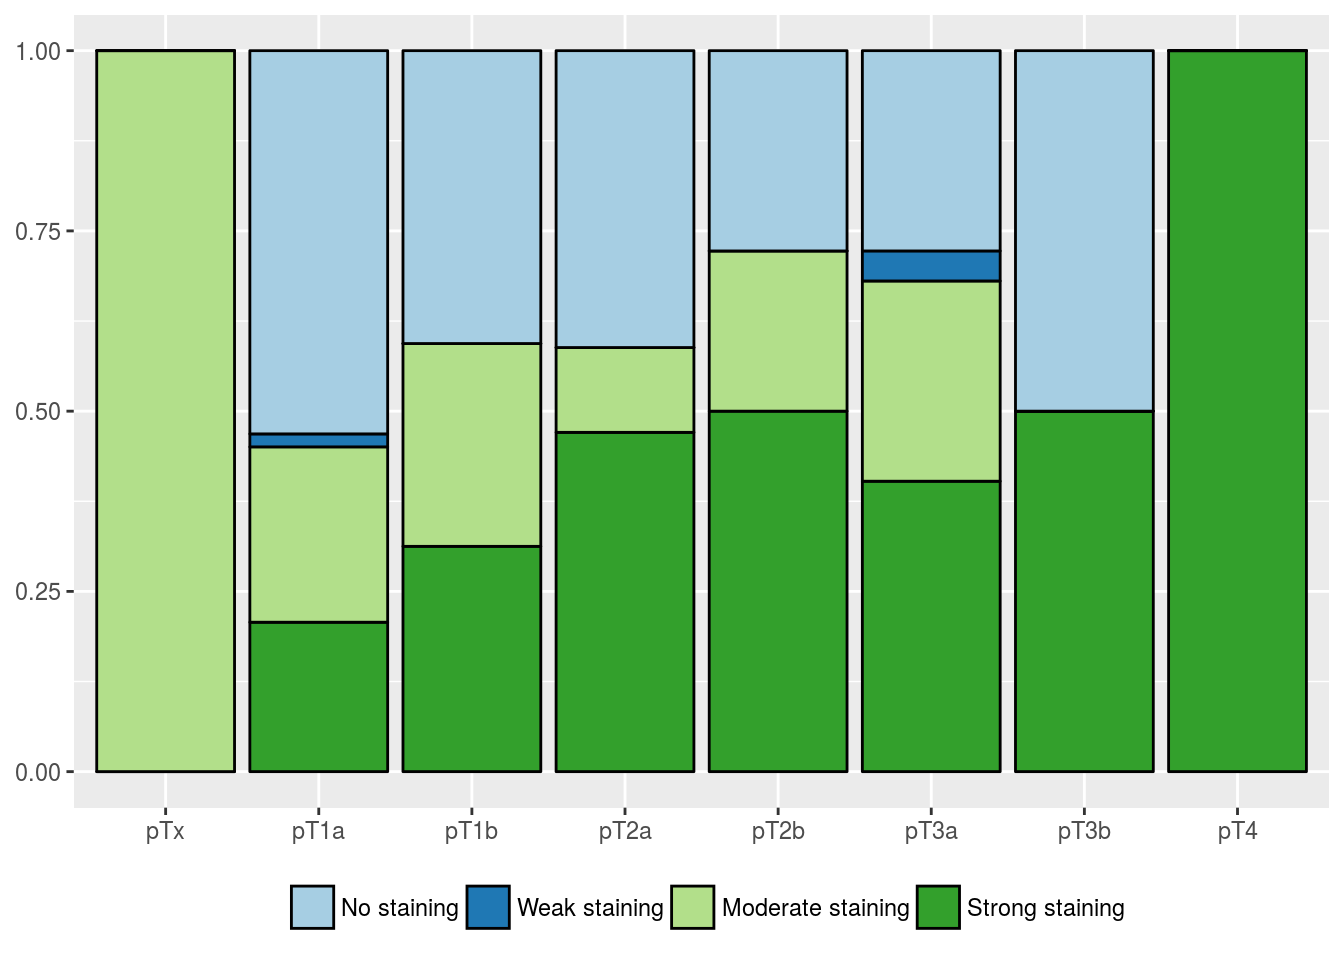 1.00
0.75
0.50
0.25
0.00
pTx pT1a pT1b pT2a pT2b pT3a pT3b pT4
No staining Weak staining Moderate staining Strong staining